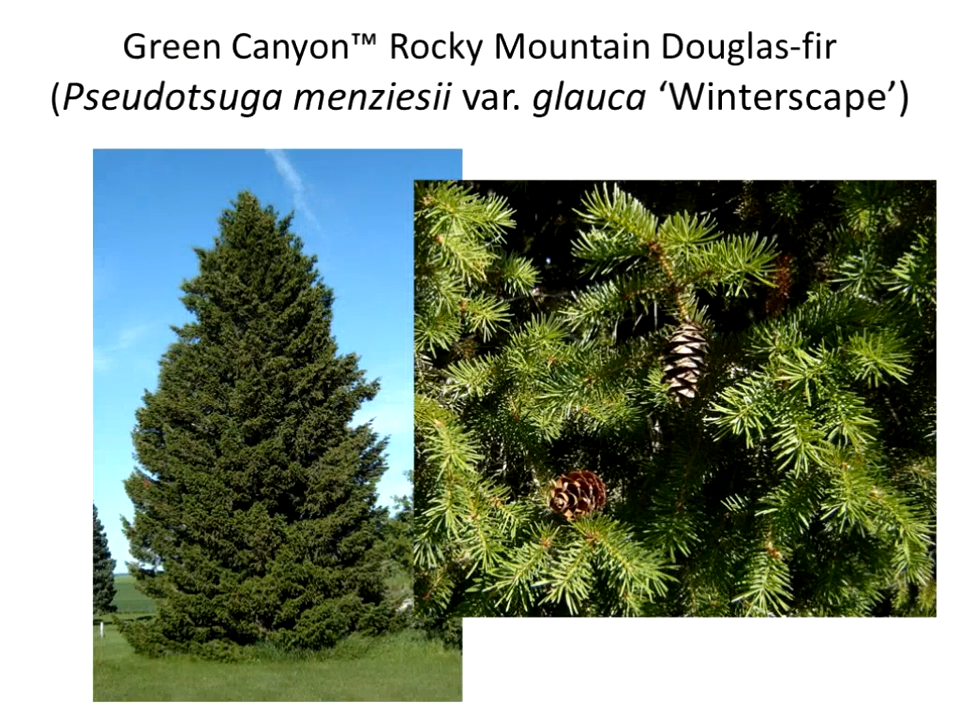 Green Canyon™ Rocky Mountain Douglas-fir
(Pseudotsuga menziesii var. glauca ‘Winterscape’)